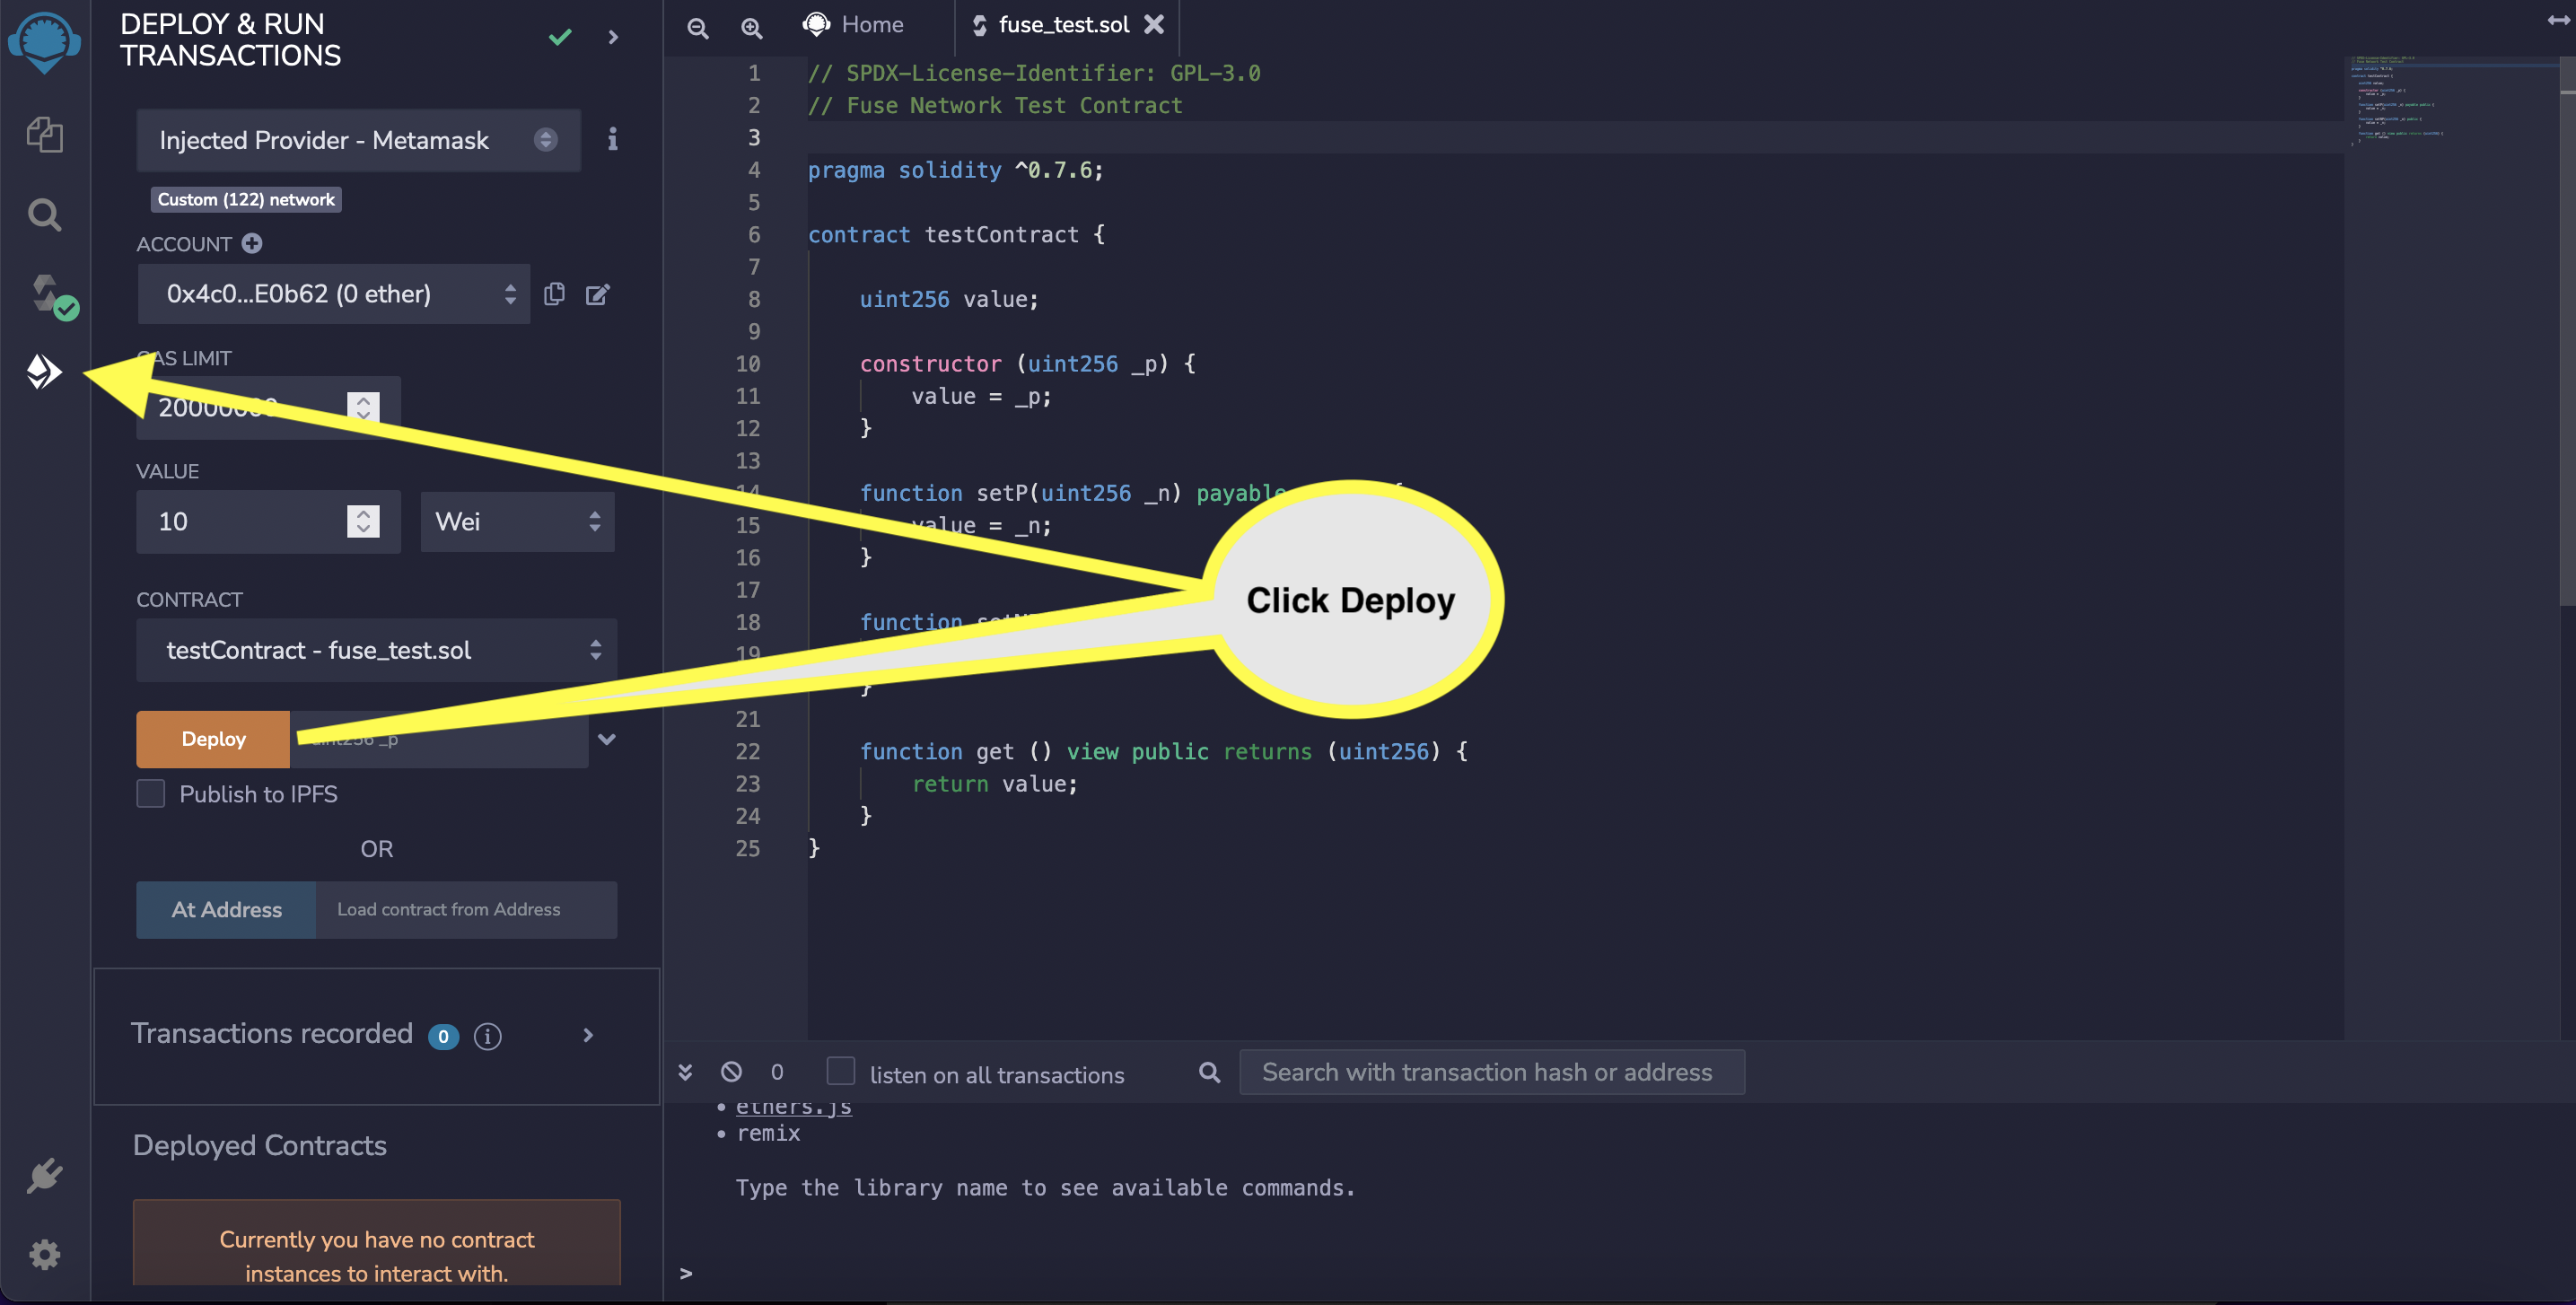 DEPLOY & RUN
TRANSACTIONS
Injected Provider - Metamask
Custom (122) network
ACCOUNT
0x4c0...E0b62 (0 ether)
GAS LIMIT
VALUE
10
Wei
CONTRACT
testContract - fuse_test.sol
Deploy
uint256 _p
Publish to IPFS
OR
At Address
Load contract from Address
Transactions recorded 0
Deployed Contracts
Currently you have no contract
instances to interact with.
Home
fuse_test.sol
1 // SPDX-License-Identifier: GPL-3.0
2 // Fuse Network Test Contract
3
4 pragma solidity ^0.7.6;
5
6 contract testContract {
7
8 uint256 value;
9
10 constructor (uint256 _p) {
11 value = _p;
12 }
13
14 function setP(uint256 _n) payable {
15 value = _n;
16 }
17
18 function
19
}
21
22 function get () view public returns (uint256) {
23 return value;
24 }
25 }
Click Deploy
0
listen on all transactions
Search with transaction hash or address
• ethers.js
• remix
Type the library name to see available commands.
>